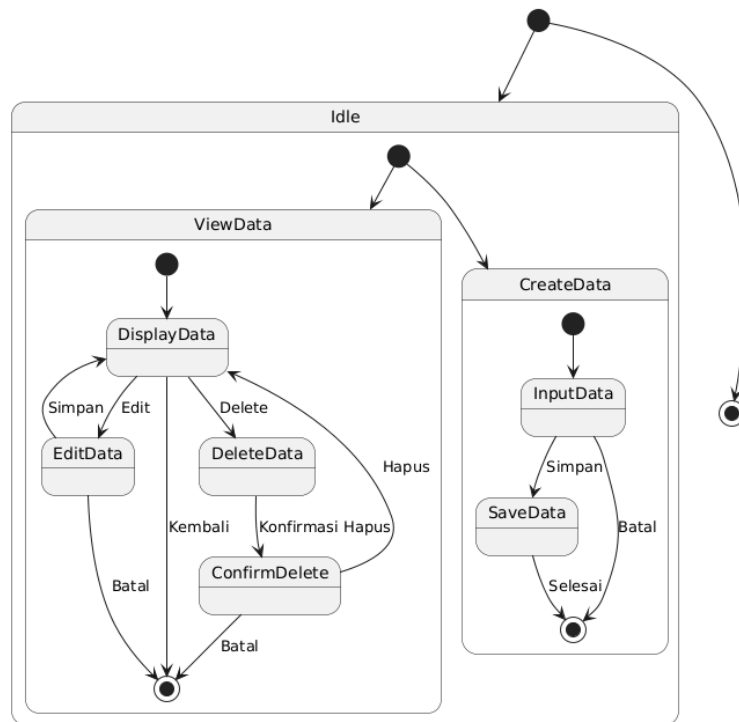 Idle
ViewData
CreateData
DisplayData
InputData
Simpan
Edit
Delete
EditData
DeleteData
Hapus
Simpan
SaveData
Kembali
Konfirmasi Hapus
Batal
ConfirmDelete
Batal
Selesai
Batal